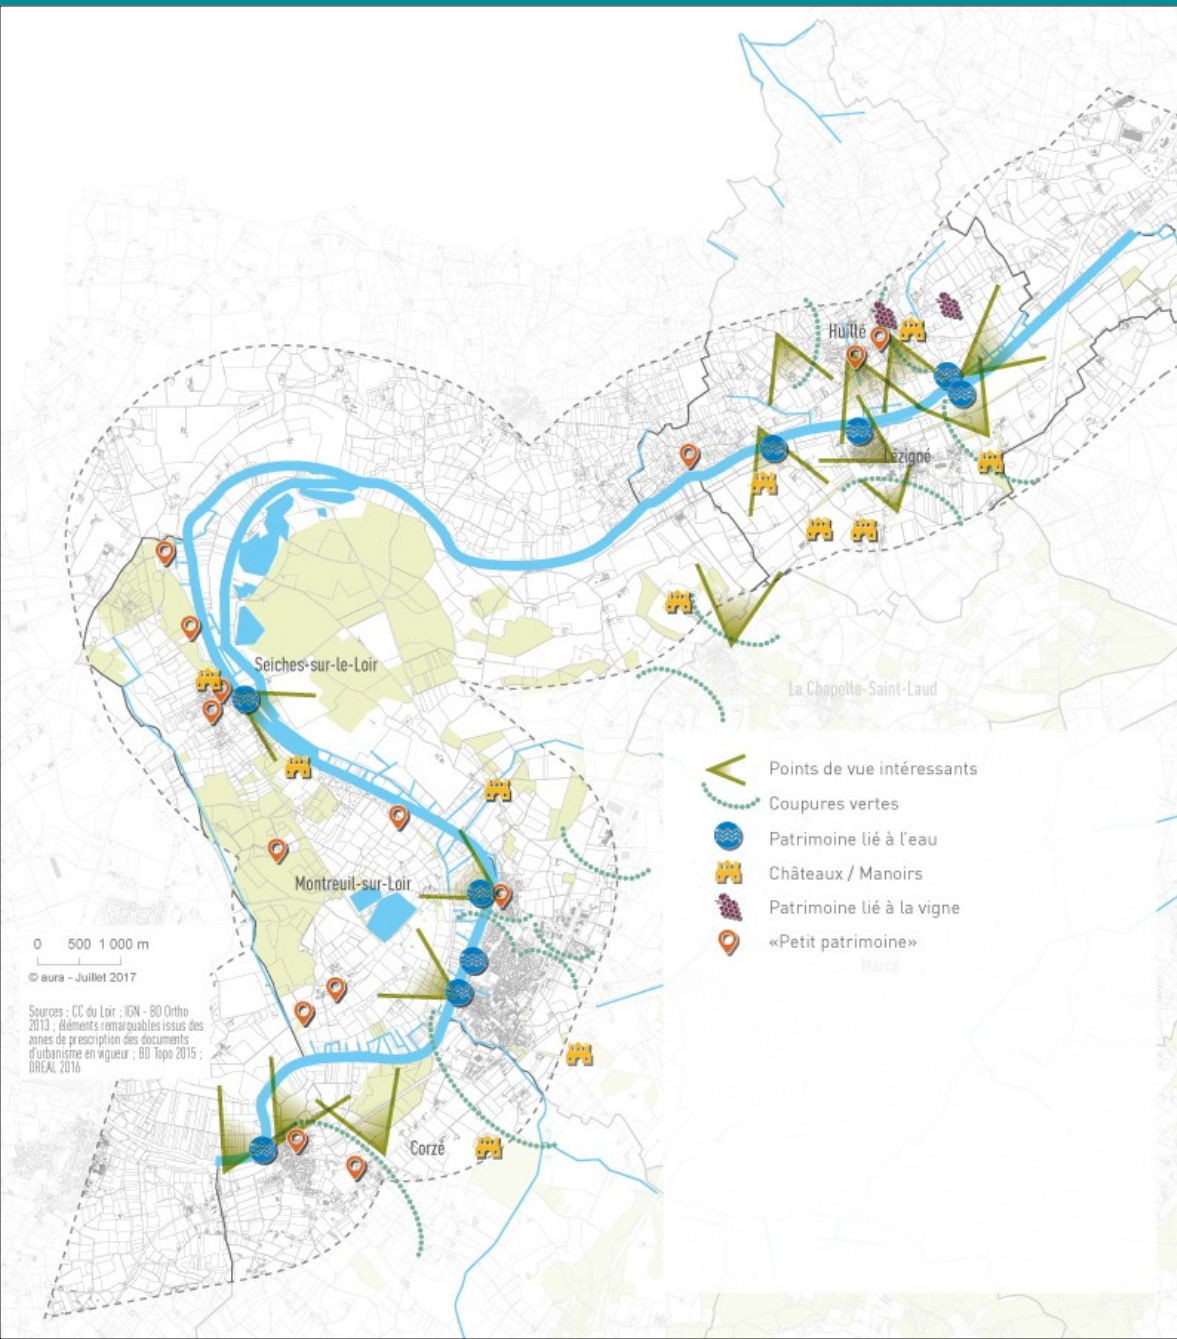 Huillé
Lézigné
Seiches-sur-le-Loir
La Chapelle-Saint-Laud
Points de vue intéressants
Coupures vertes
Patrimoine lié à l'eau
Châteaux / Manoirs
Patrimoine lié à la vigne
«Petit patrimoine»
Marcé
Montreuil-sur-Loir
0 500 1 000 m
© aura - Juillet 2017
Sources : CC du Loir ; IGN - BD Ortho
2013 ; éléments remarquables issus des
zones de prescription des documents
d'urbanisme en vigueur ; BD Topo 2015 ;
DREAL 2016
Corzé